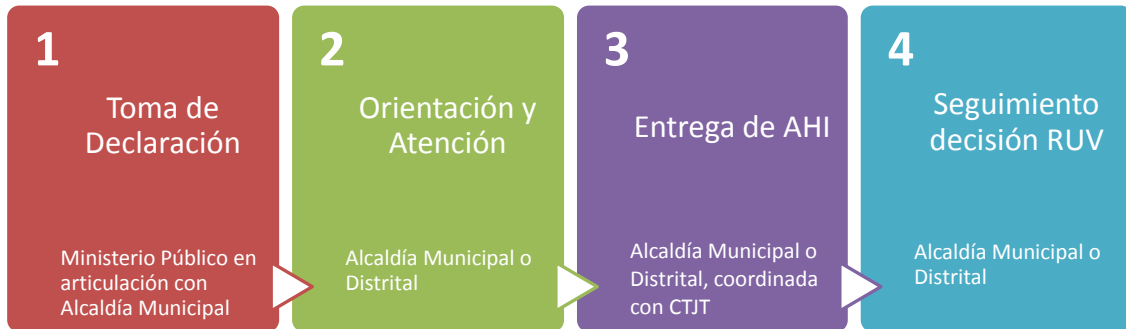 1
Toma de
Declaración
Ministerio Público en
articulación con
Alcaldía Municipal
2
Orientación y
Atención
Alcaldía Municipal o
Distrital
3
Entrega de AHI
Alcaldía Municipal o
Distrital, coordinada
con CTJT
4
Seguimiento
decisión RUV
Alcaldía Municipal o
Distrital